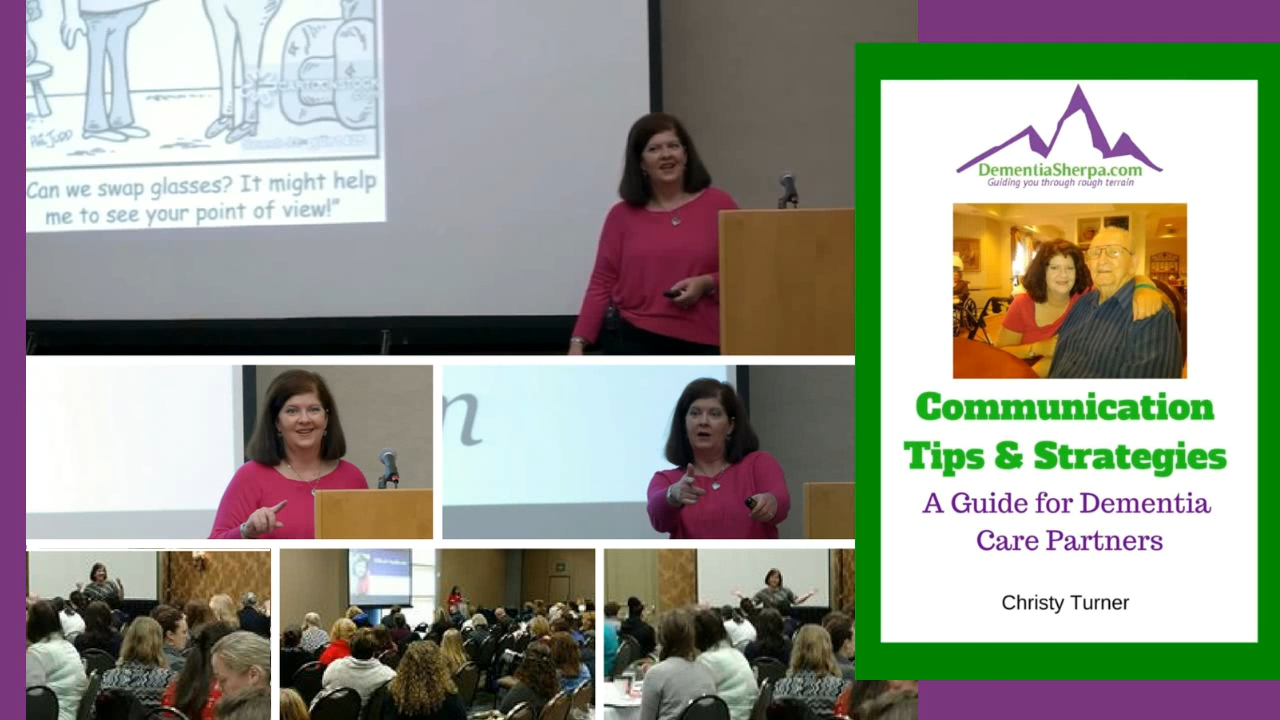 Can we swap glasses? It might help
me to see your point of view!"
n
DementiaSherpa.com
Guiding you through rough terrain
Communication
Tips & Strategies
A Guide for Dementia
Care Partners
Christy Turner